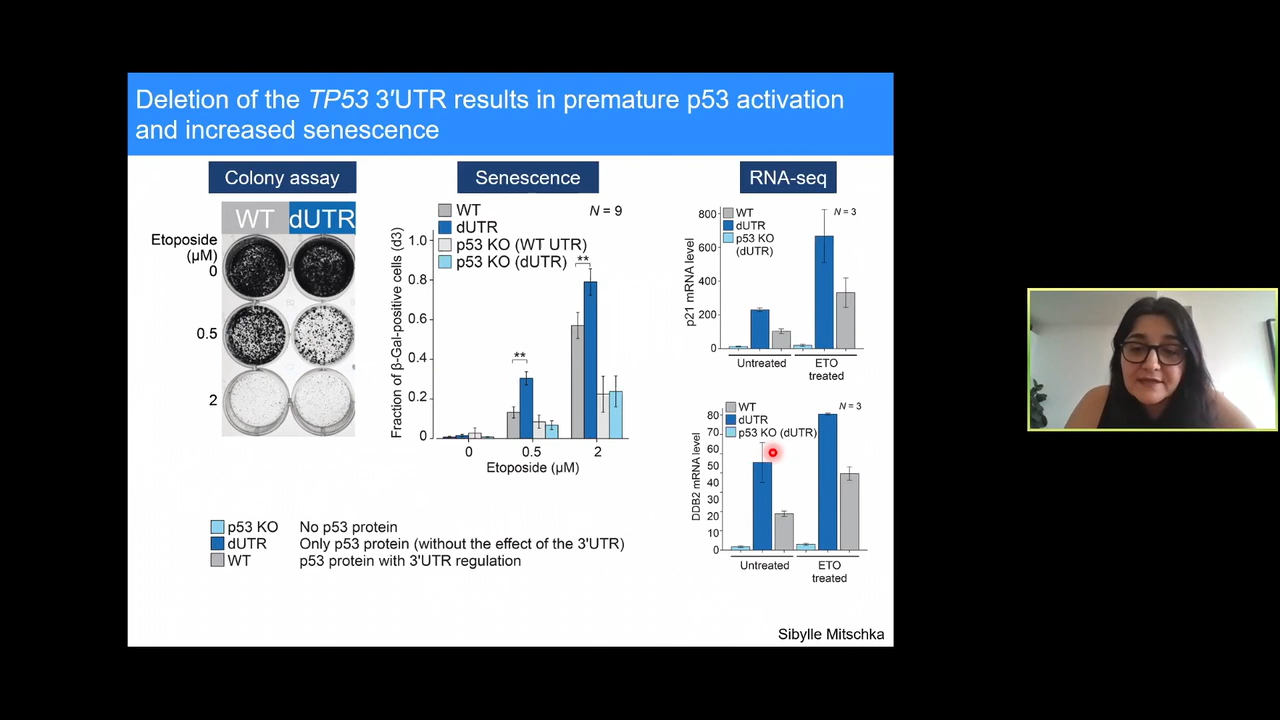 Deletion of the TP53 3′UTR results in premature p53 activation
and increased senescence
Colony assay
WT dUTR
Etoposide
(µM)
0
0.5
2
Senescence
WT
dUTR
p53 KO (WT UTR)
p53 KO (dUTR)
N = 9
**
**
Fraction of β-Gal-positive cells (d3)
1.0
0.8
0.6
0.4
0.2
0
0 0.5 2
Etoposide (µM)
RNA-seq
WT
dUTR
p53 KO
(dUTR)
N = 3
p21 mRNA level
800
600
400
200
0
Untreated ETO
treated
WT
dUTR
p53 KO (dUTR)
N = 3
DDB2 mRNA level
80
70
60
50
40
30
20
10
0
Untreated ETO
treated
p53 KO No p53 protein
dUTR Only p53 protein (without the effect of the 3'UTR)
WT p53 protein with 3'UTR regulation
Sibylle Mitschka